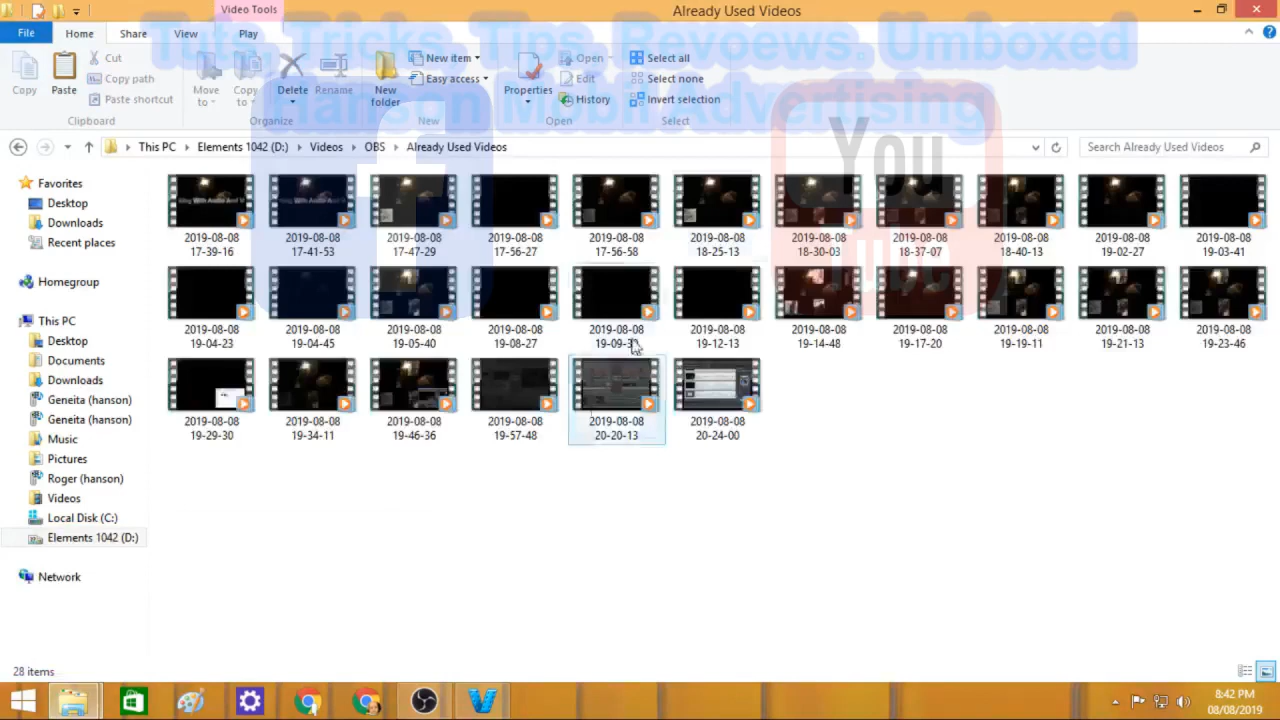 Video Tools
Already Used Videos
File Home Share View Play
Tuts, Tricks, Tips, Revooews, Unboxed
Hanson Mobil Advertising
Copy
Paste
Cut
Copy path
Paste shortcut
Clipboard
Move to
Copy to
Delete
Rename
Organize
New folder
New item
Easy access
New
Properties
Open
Edit
History
Open
Select all
Select none
Invert selection
Select
You
Tube
This PC Elements 1042 (D:) Videos OBS Already Used Videos
Search Already Used Videos
Favorites
Desktop
Downloads
Recent places
Homegroup
This PC
Desktop
Documents
Downloads
Geneita (hanson)
Geneita (hanson)
Music
Pictures
Roger (hanson)
Videos
Local Disk (C:)
Elements 1042 (D:)
Network
2019-08-08 17-39-16
2019-08-08 17-41-53
2019-08-08 17-47-29
2019-08-08 17-56-27
2019-08-08 17-56-58
2019-08-08 18-25-13
2019-08-08 18-30-03
2019-08-08 18-37-07
2019-08-08 18-40-13
2019-08-08 19-02-27
2019-08-08 19-03-41
2019-08-08 19-04-23
2019-08-08 19-04-45
2019-08-08 19-05-40
2019-08-08 19-08-27
2019-08-08
2019-08-08 19-12-13
2019-08-08 19-14-48
2019-08-08 19-17-20
2019-08-08 19-19-11
2019-08-08 19-21-13
2019-08-08 19-23-46
2019-08-08 19-29-30
2019-08-08 19-34-11
2019-08-08 19-46-36
2019-08-08 19-57-48
2019-08-08 20-20-13
2019-08-08 20-24-00
28 items
8:42 PM
08/08/2019